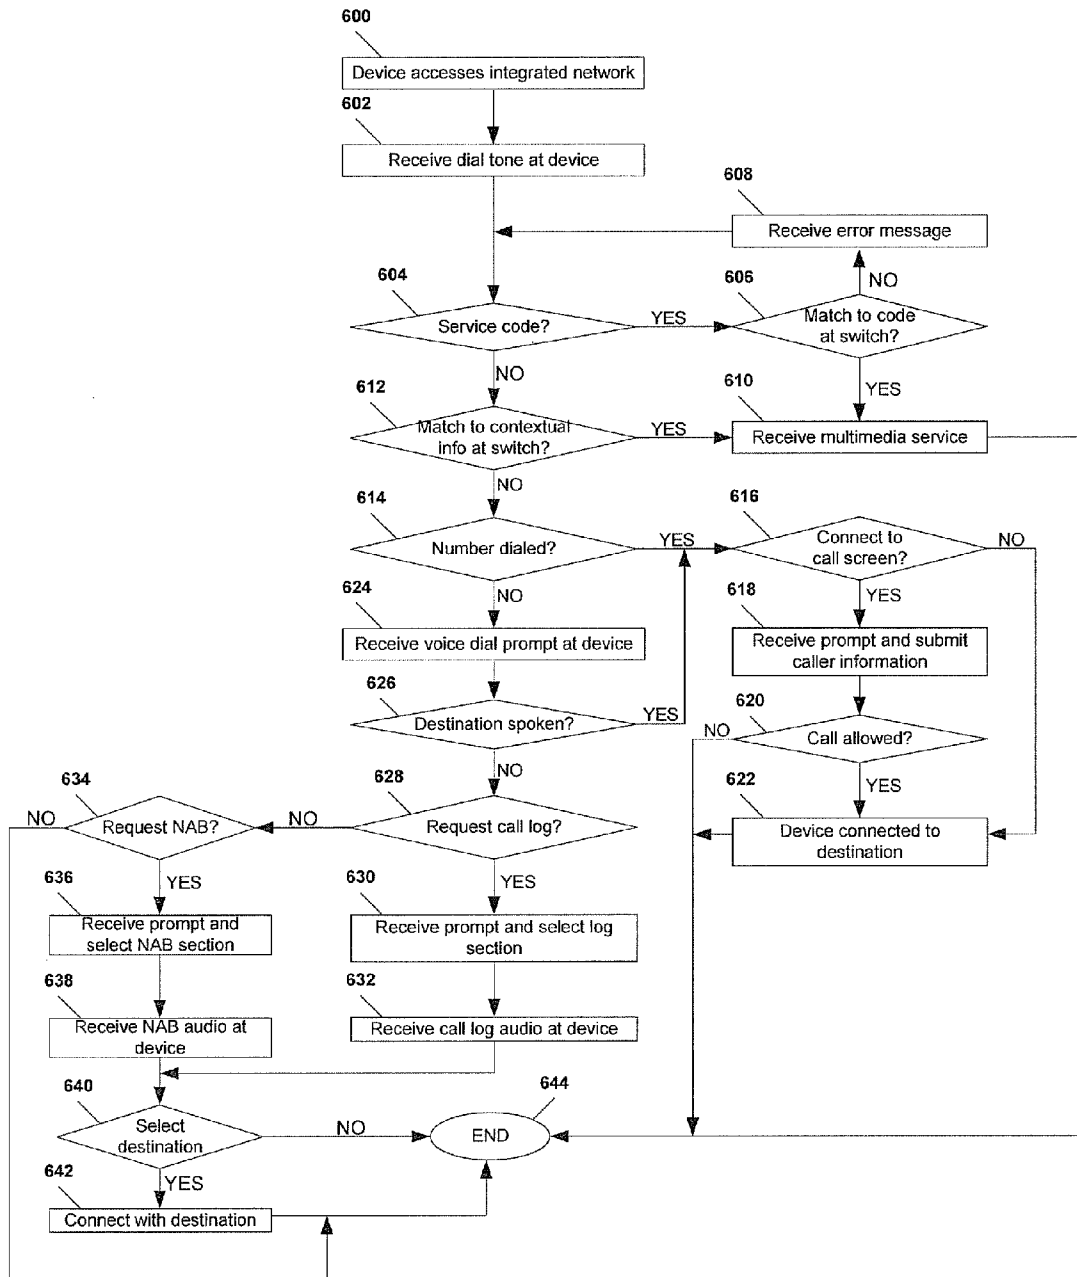 600
Device accesses integrated network
602
Receive dial tone at device
608
Receive error message
604
Service code?
YES
606
NO
Match to code
at switch?
NO
YES
612
Match to contextual
info at switch?
YES
610
Receive multimedia service
NO
614
Number dialed?
YES
616
Connect to
call screen?
NO
NO
YES
624
Receive voice dial prompt at device
618
Receive prompt and submit
caller information
626
Destination spoken?
YES
620
NO
Call allowed?
NO
YES
634
NO
Request NAB?
NO
628
Request call log?
622
Device connected to
destination
YES
YES
636
Receive prompt and
select NAB section
630
Receive prompt and select log
section
638
Receive NAB audio at
device
632
Receive call log audio at device
640
Select
destination
NO
644
END
YES
642
Connect with destination